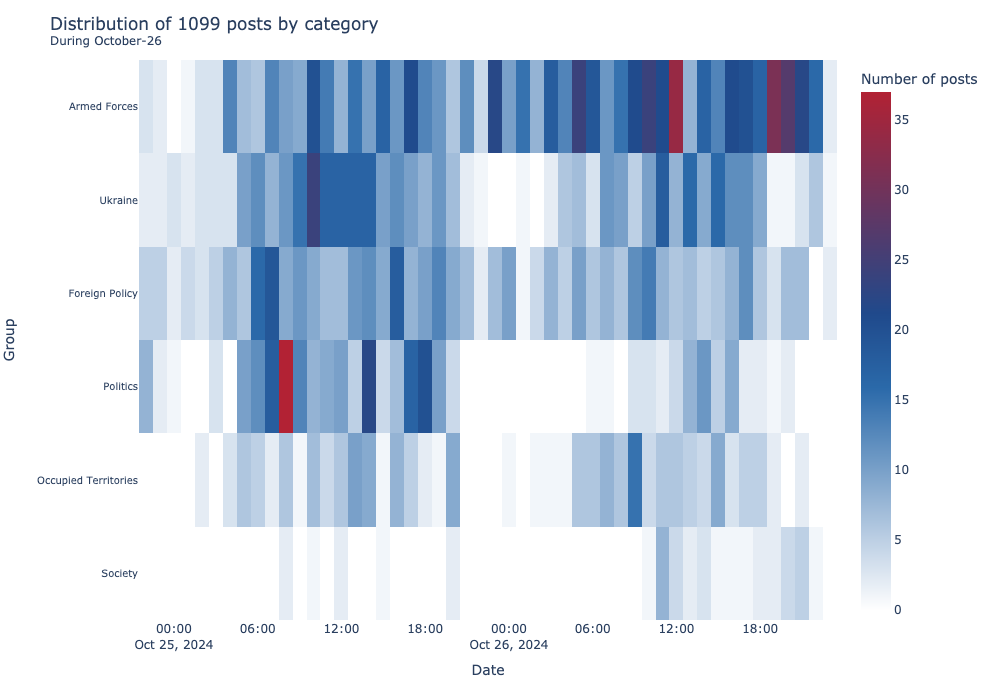 Distribution of 1099 posts by category
During October-26
Number of posts
35
30
25
20
15
10
5
0
Group
Armed Forces
Ukraine
Foreign Policy
Politics
Occupied Territories
Society
00:00 06:00 12:00 18:00 00:00 06:00 12:00 18:00
Oct 25, 2024 Oct 26, 2024
Date